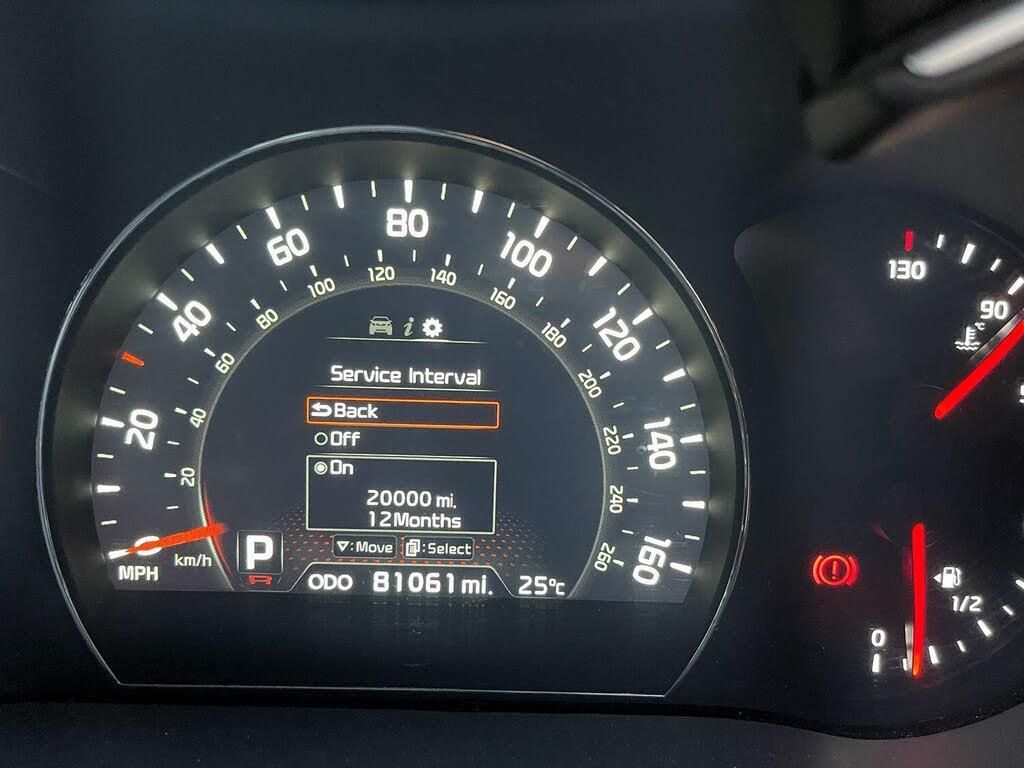 80
60
100
40
120
20
140
0
160
120
140
100
160
80
180
60
200
40
220
20
240
260
km/h
MPH
i
Service Interval
Back
Off
On
20000 mi.
12Months
▽:Move
:Select
P
ODO 81061 mi. 25°C
130
90
°C
1/2
0